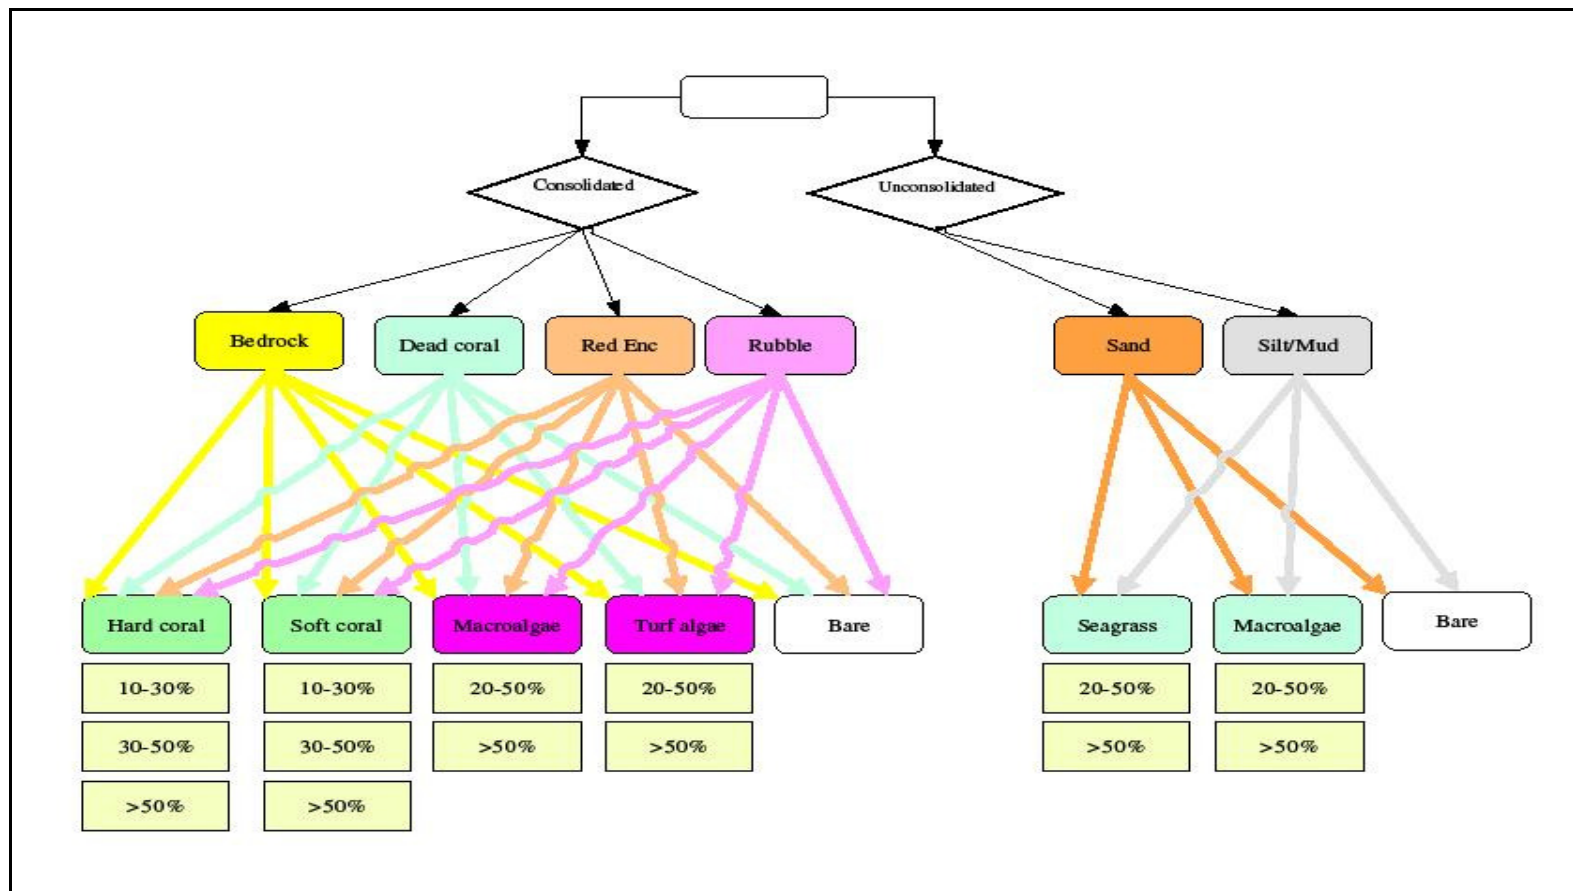 Consolidated
Unconsolidated
Bedrock
Dead coral
Red Enc
Rubble
Sand
Silt/Mud
Hard coral
Soft coral
Macroalgae
Turf algae
Bare
Seagrass
Macroalgae
Bare
10-30%
10-30%
20-50%
20-50%
20-50%
20-50%
30-50%
30-50%
>50%
>50%
>50%
>50%
>50%
>50%